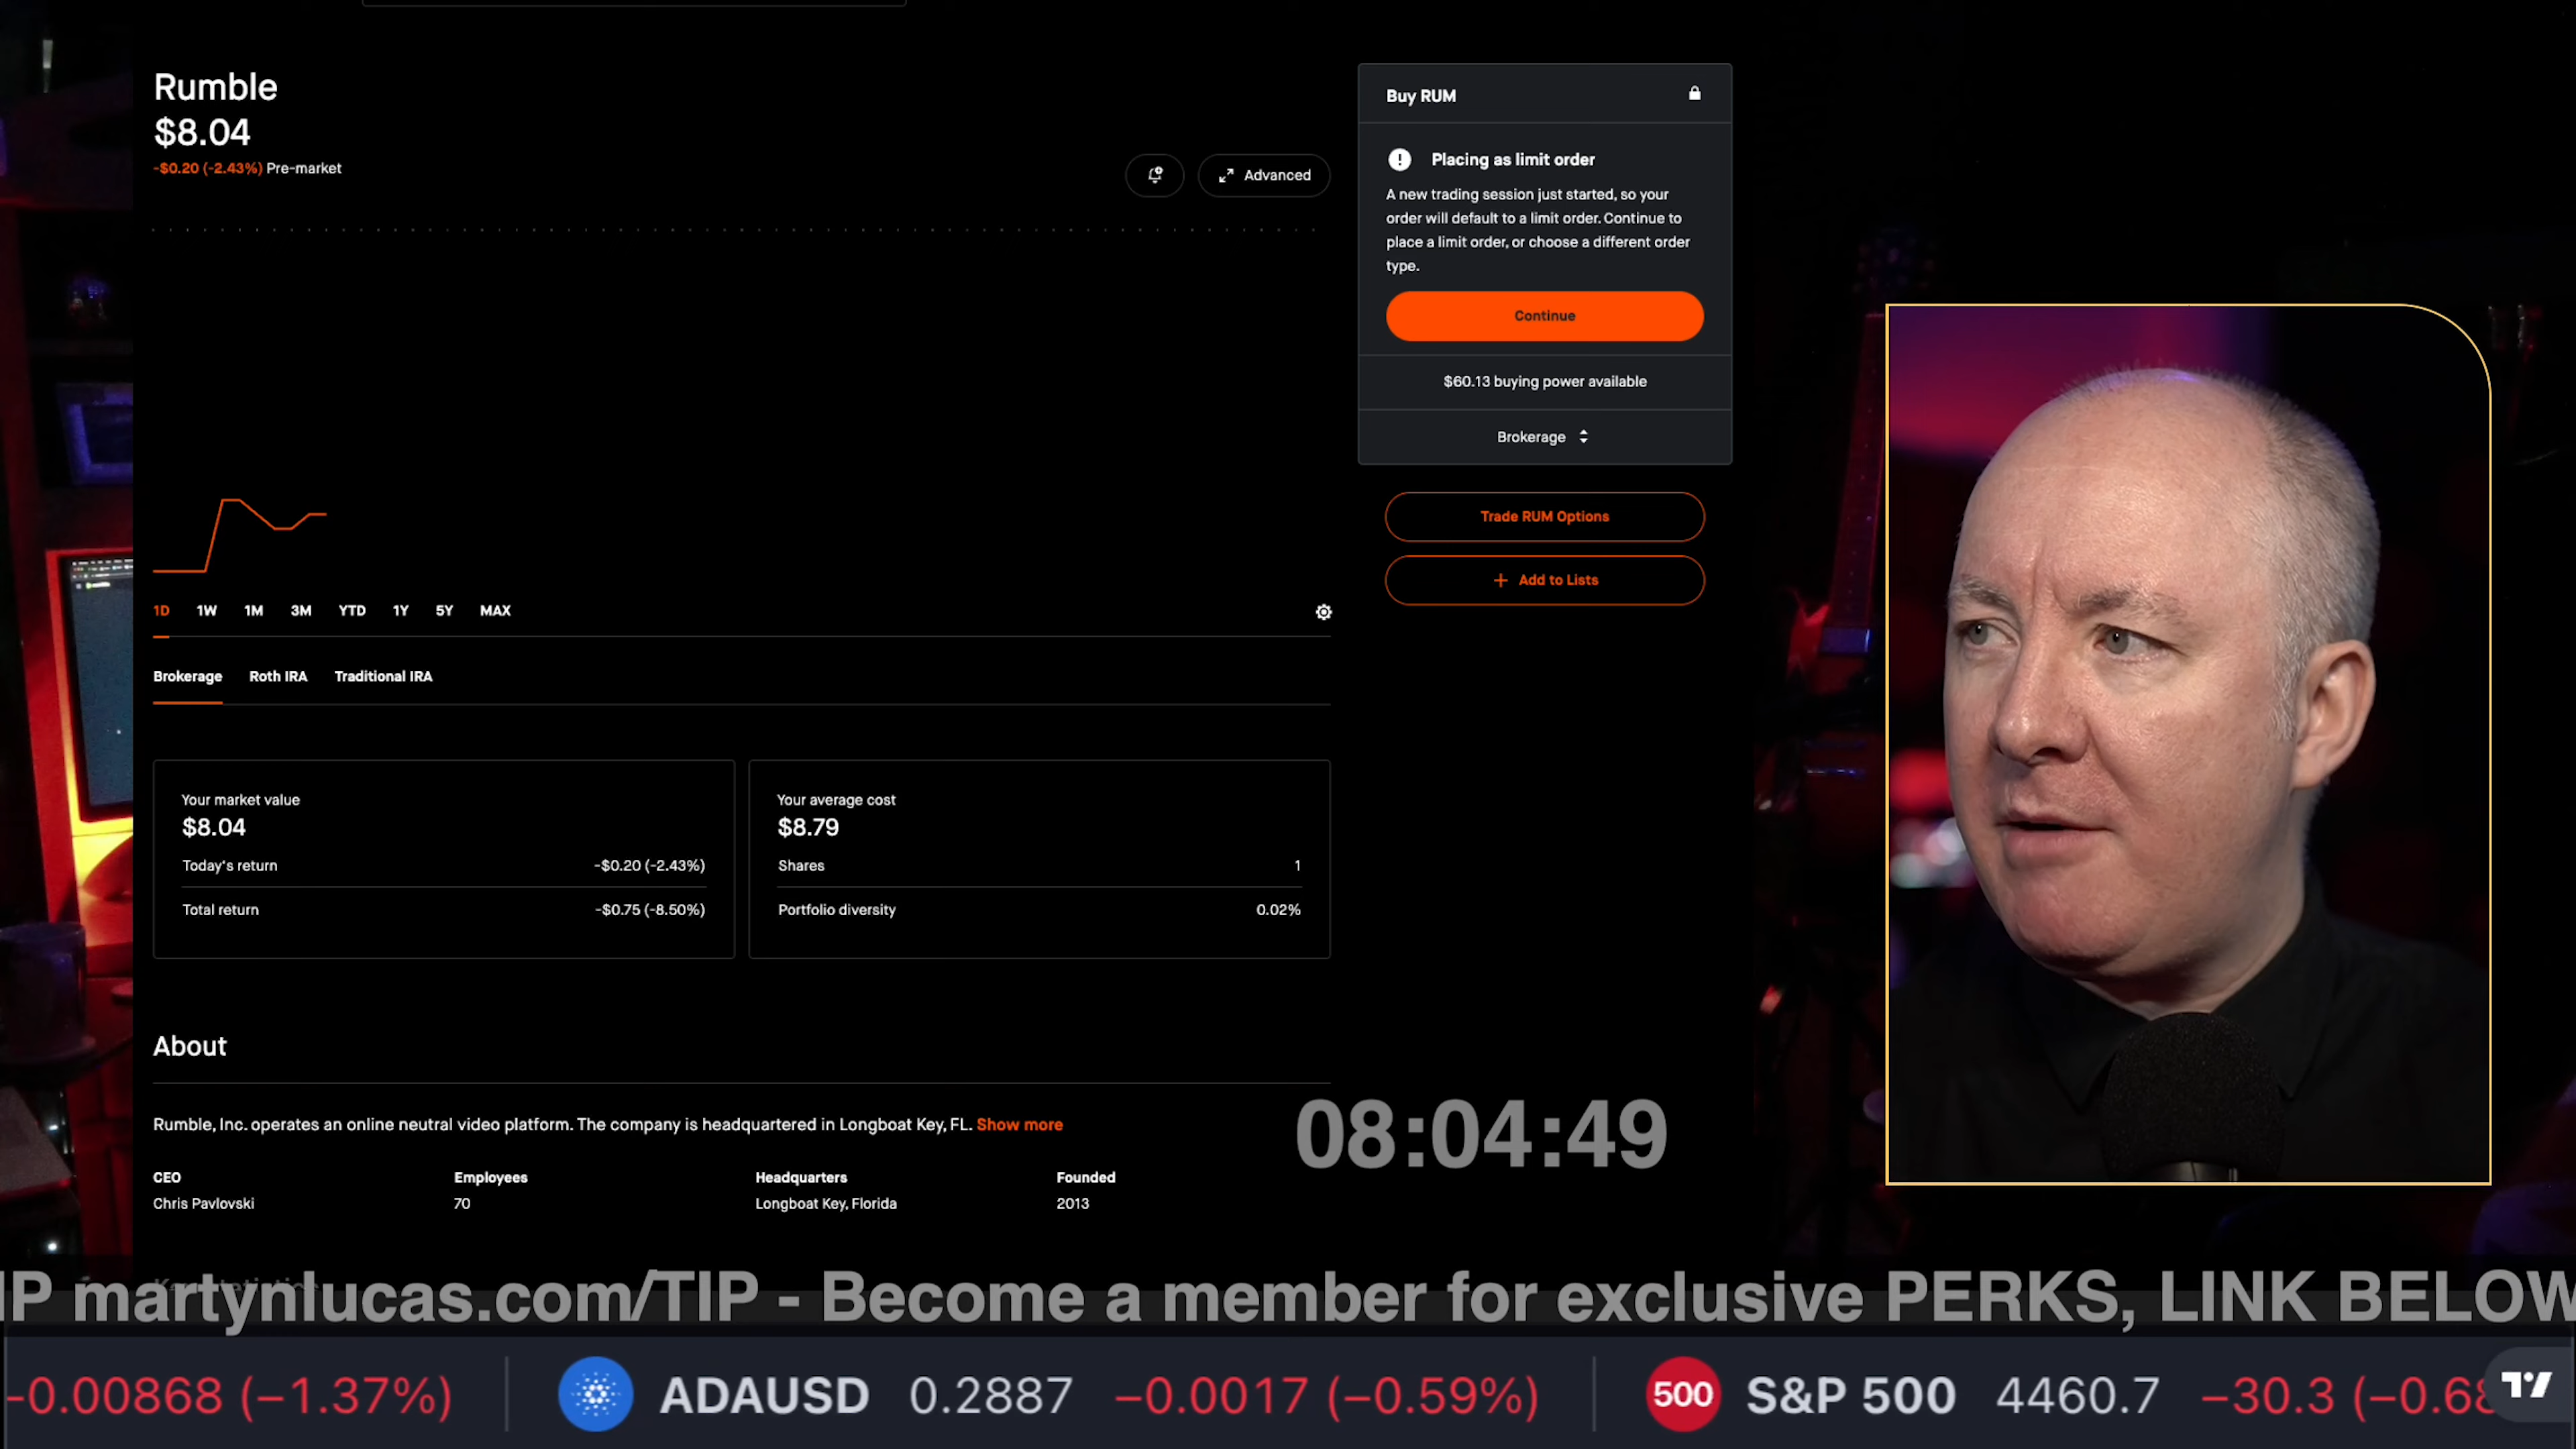 Rumble
$8.04
-$0.20 (-2.43%) Pre-market
Advanced
1D 1W 1M 3M YTD 1Y 5Y MAX
Brokerage Roth IRA Traditional IRA
Your market value
$8.04
Today's return -$0.20 (-2.43%)
Total return -$0.75 (-8.50%)
Your average cost
$8.79
Shares 1
Portfolio diversity 0.02%
About
Rumble, Inc. operates an online neutral video platform. The company is headquartered in Longboat Key, FL. Show more
CEO Employees Headquarters Founded
Chris Pavlovski 70 Longboat Key, Florida 2013
Buy RUM
Placing as limit order
A new trading session just started, so your
order will default to a limit order. Continue to
place a limit order, or choose a different order
type.
Continue
$60.13 buying power available
Brokerage
Trade RUM Options
+ Add to Lists
08:04:49
martynlucas.com/TIP - Become a member for exclusive PERKS, LINK BELOW
-0.00868 (-1.37%) ADAUSD 0.2887 -0.0017 (-0.59%) 500 S&P 500 4460.7 -30.3